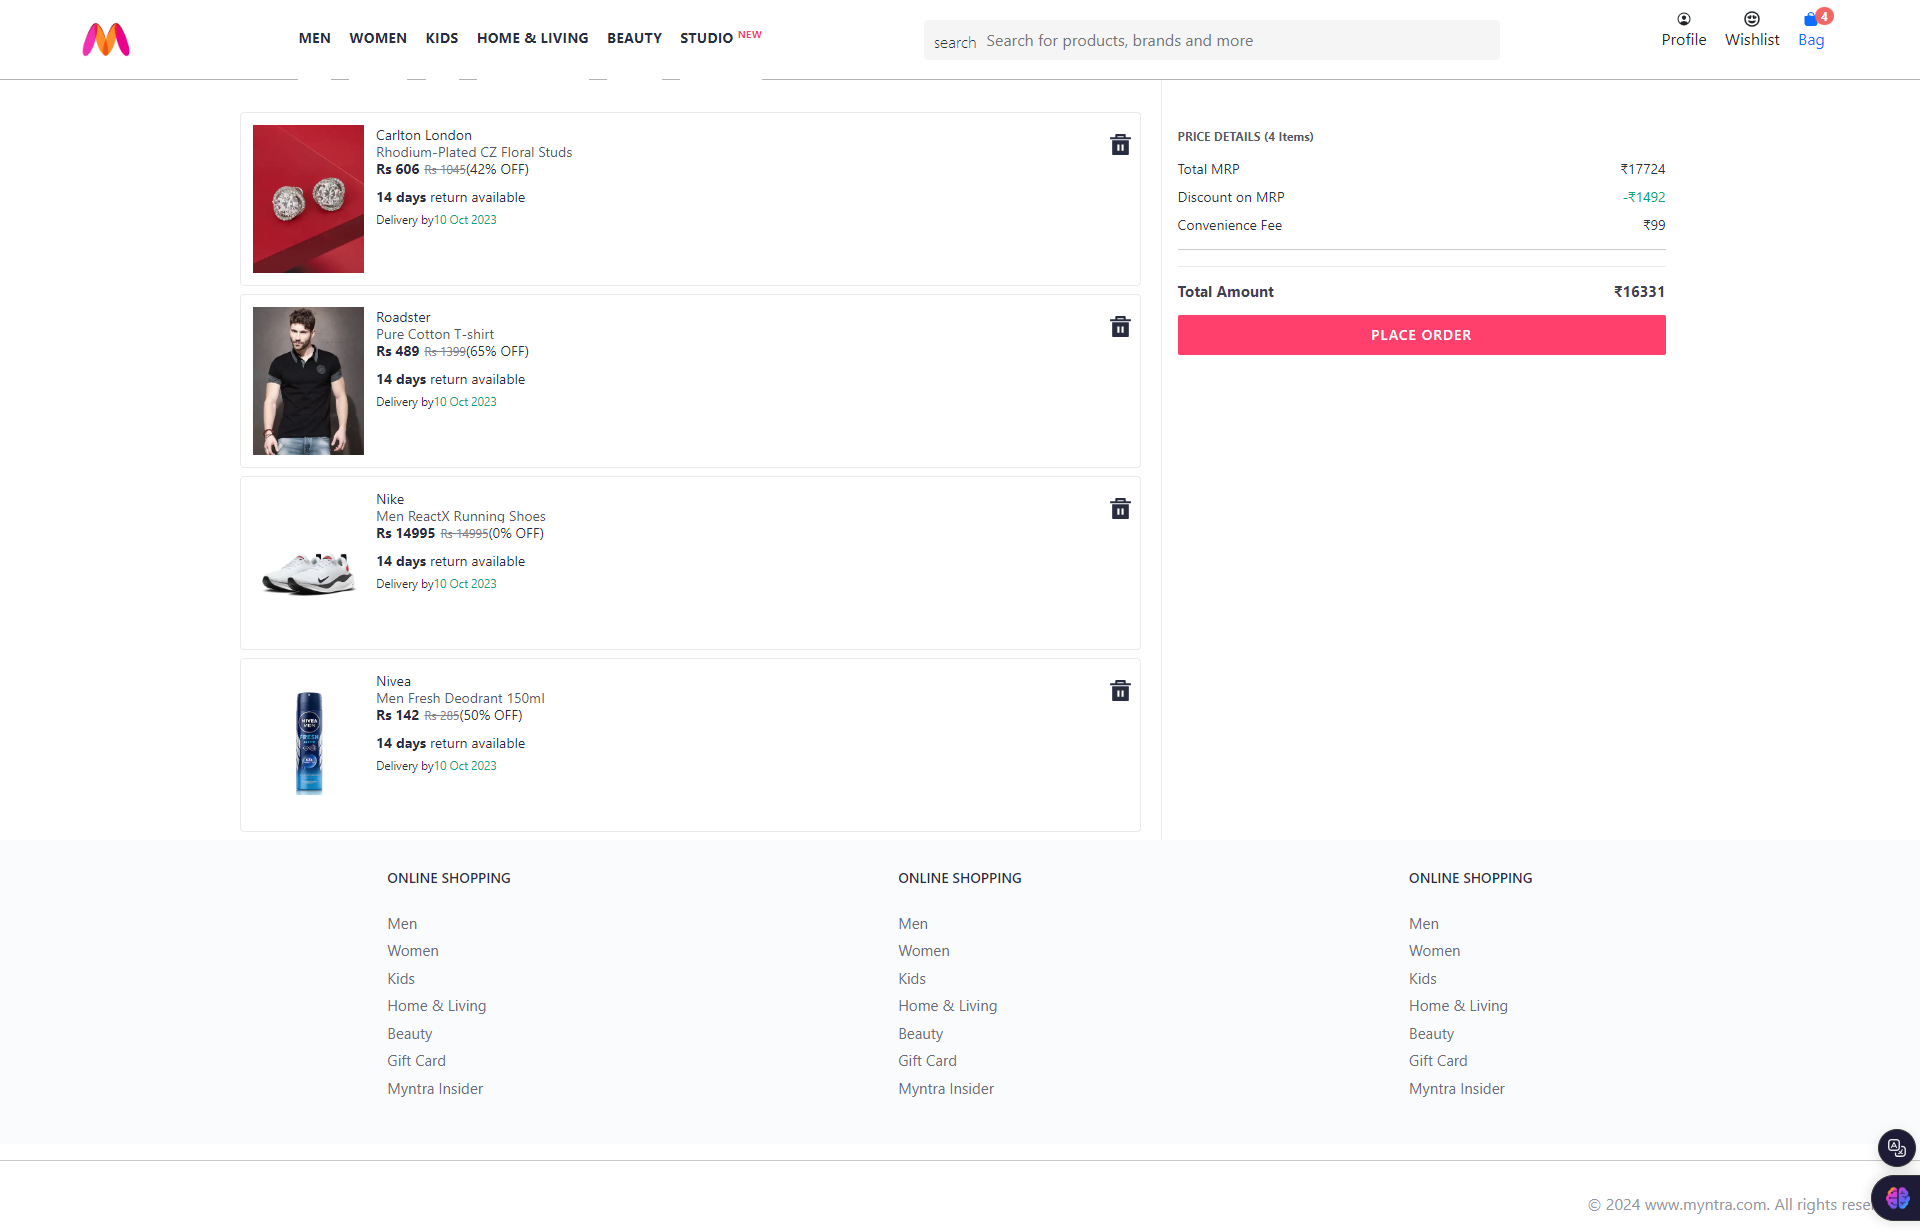 MEN WOMEN KIDS HOME & LIVING BEAUTY STUDIO NEW
search Search for products, brands and more
Profile Wishlist Bag 4
Carlton London
Rhodium-Plated CZ Floral Studs
Rs 606 Rs 1045(42% OFF)
14 days return available
Delivery by10 Oct 2023
Roadster
Pure Cotton T-shirt
Rs 489 Rs 1399(65% OFF)
14 days return available
Delivery by10 Oct 2023
Nike
Men ReactX Running Shoes
Rs 14995 Rs 14995(0% OFF)
14 days return available
Delivery by10 Oct 2023
NIVEA
MEN
FRESH
Nivea
Men Fresh Deodrant 150ml
Rs 142 Rs 285(50% OFF)
14 days return available
Delivery by10 Oct 2023
PRICE DETAILS (4 Items)
Total MRP ₹17724
Discount on MRP -₹1492
Convenience Fee ₹99
Total Amount ₹16331
PLACE ORDER
ONLINE SHOPPING
Men
Women
Kids
Home & Living
Beauty
Gift Card
Myntra Insider
ONLINE SHOPPING
Men
Women
Kids
Home & Living
Beauty
Gift Card
Myntra Insider
ONLINE SHOPPING
Men
Women
Kids
Home & Living
Beauty
Gift Card
Myntra Insider
© 2024 www.myntra.com. All rights rese